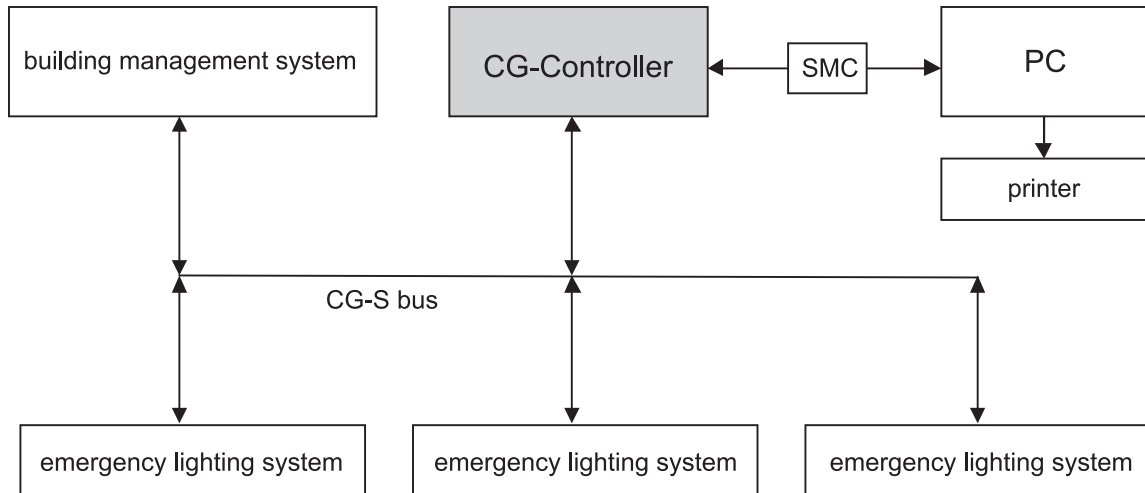 building management system
CG-Controller
SMC
PC
printer
CG-S bus
emergency lighting system
emergency lighting system
emergency lighting system